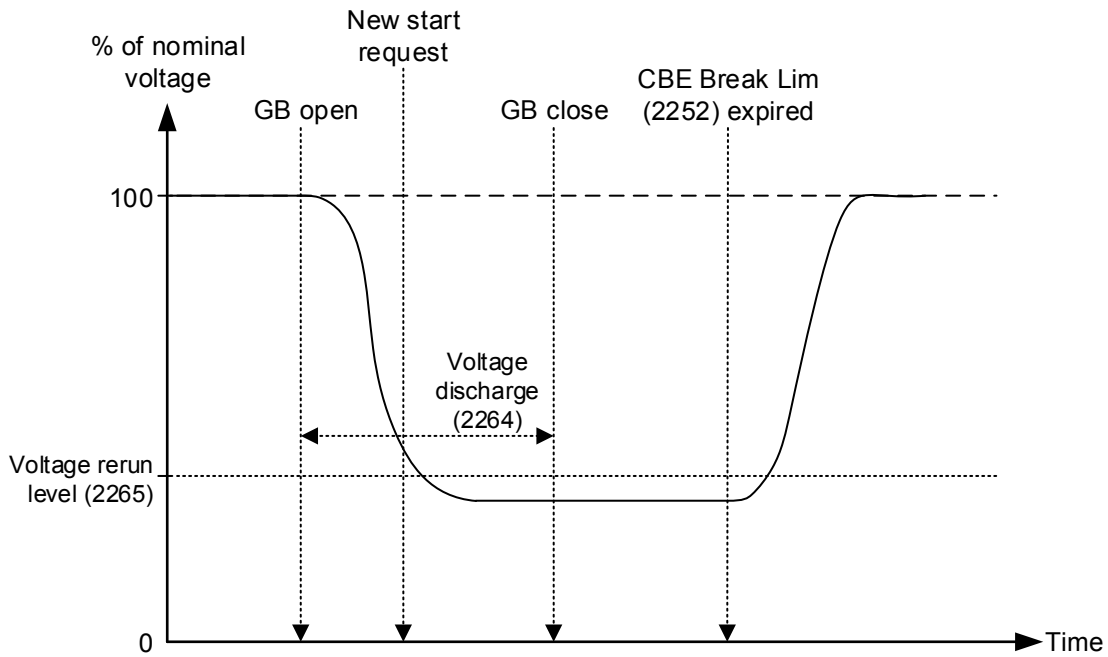 New start
request
% of nominal
voltage
GB open
GB close
CBE Break Lim
(2252) expired
100
Voltage
discharge
(2264)
Voltage rerun
level (2265)
0
Time